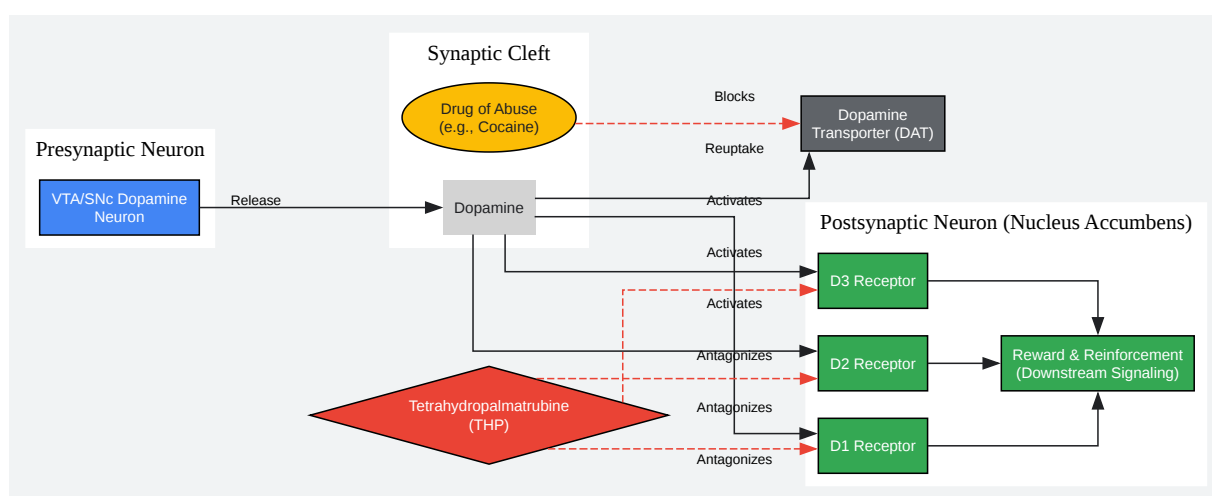 Synaptic Cleft
Drug of Abuse
(e.g., Cocaine)
Blocks
Dopamine
Transporter (DAT)
Reuptake
Presynaptic Neuron
VTA/SNc Dopamine
Neuron
Release
Dopamine
Activates
Postsynaptic Neuron (Nucleus Accumbens)
Activates
D3 Receptor
Activates
Antagonizes
D2 Receptor
Reward & Reinforcement
(Downstream Signaling)
Tetrahydropalmatrubine
(THP)
Antagonizes
D1 Receptor
Antagonizes